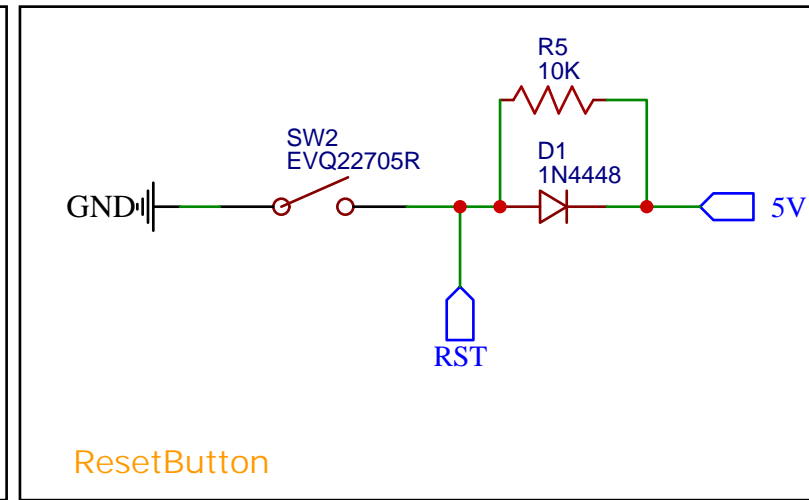 R5
10K
SW2
EVQ22705R
D1
1N4448
GND
5V
RST
ResetButton